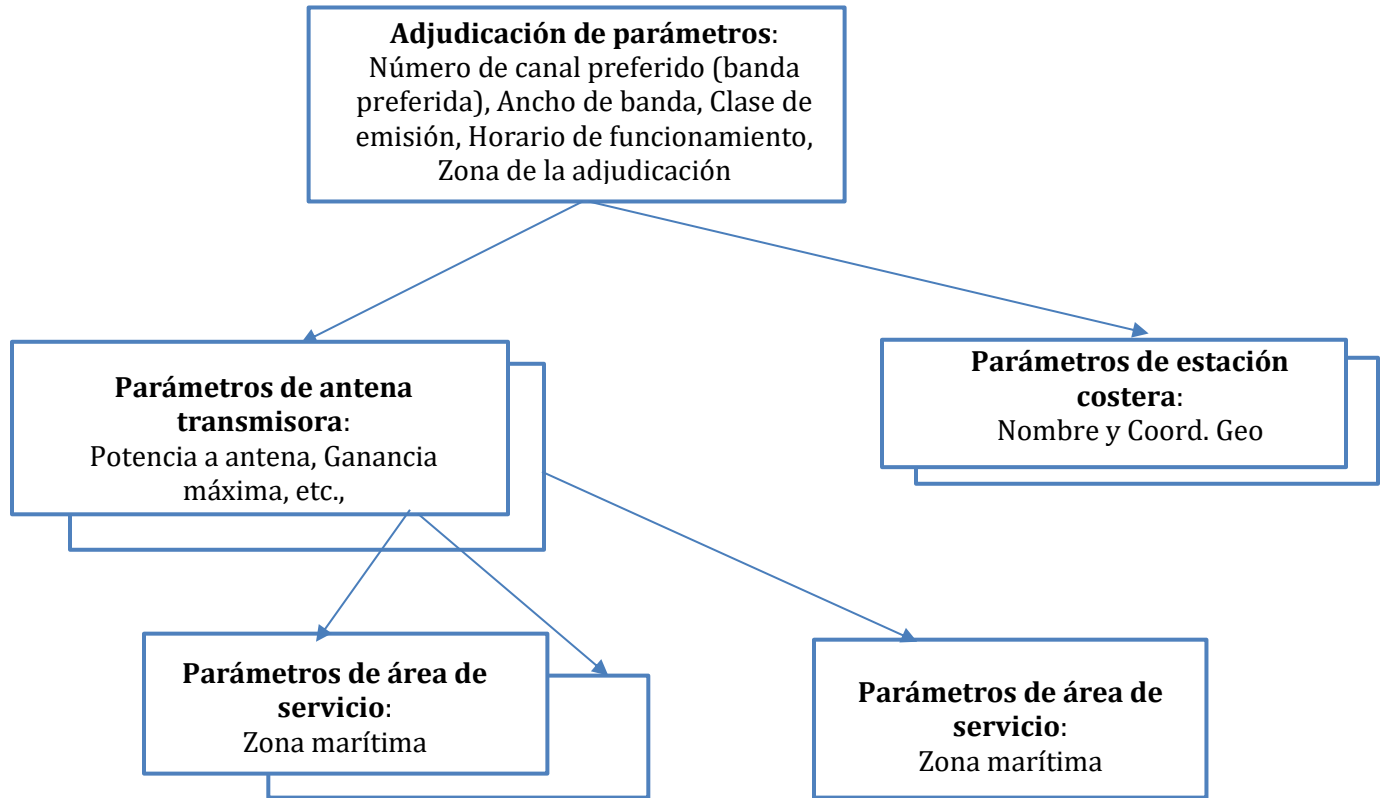 Adjudicación de parámetros:
Número de canal preferido (banda
preferida), Ancho de banda, Clase de
emisión, Horario de funcionamiento,
Zona de la adjudicación
Parámetros de antena
transmisora:
Potencia a antena, Ganancia
máxima, etc.,
Parámetros de estación
costera:
Nombre y Coord. Geo
Parámetros de área de
servicio:
Zona marítima
Parámetros de área de
servicio:
Zona marítima